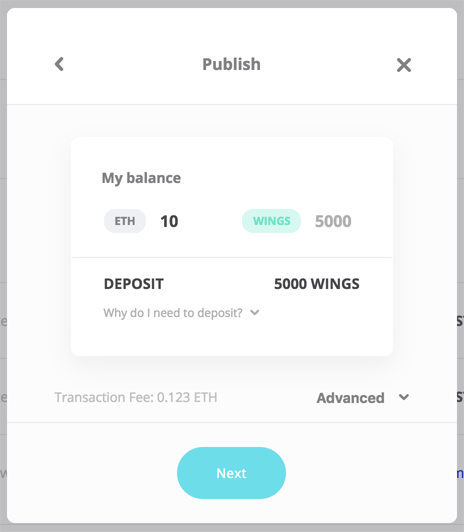 Publish
My balance
ETH 10 WINGS 5000
DEPOSIT 5000 WINGS
Why do I need to deposit?
Transaction Fee: 0.123 ETH Advanced
Next